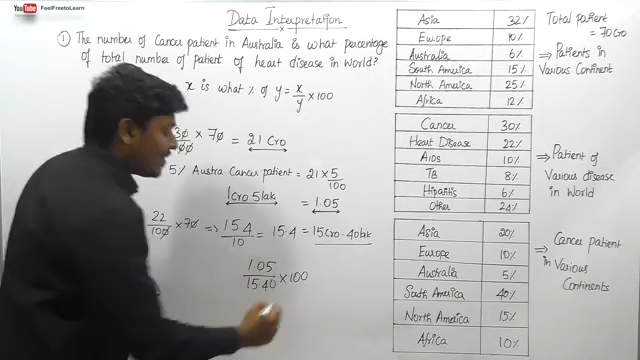 You Tube FeelFreetoLearn
Data Interpretation
① The number of Cancer patient in Australia is what percentage
of total number of patient of heart disease in World?
x is what % of y = x/y × 100
30/100 × 70 = 21 Cro
5% Austra Cancer patient = 21 × 5/100
1 Cro 5 lak = 1.05
22/100 × 70 => 154/10 = 15.4 = 15 Cro 40 lak
1.05/15.40 × 100
Asia 32%
Europe 10%
Australia 6%
South America 15%
North America 25%
Africa 12%
Total patient
= 70 Cro
=> Patients in
Various Continent
Cancer 30%
Heart Disease 22%
AIDS 10%
TB 8%
Hipatitis 6%
Other 24%
=> Patient of
Various disease
in World
Asia 20%
Europe 10%
Australia 5%
South America 40%
North America 15%
Africa 10%
=> Cancer patient
in Various
Continents